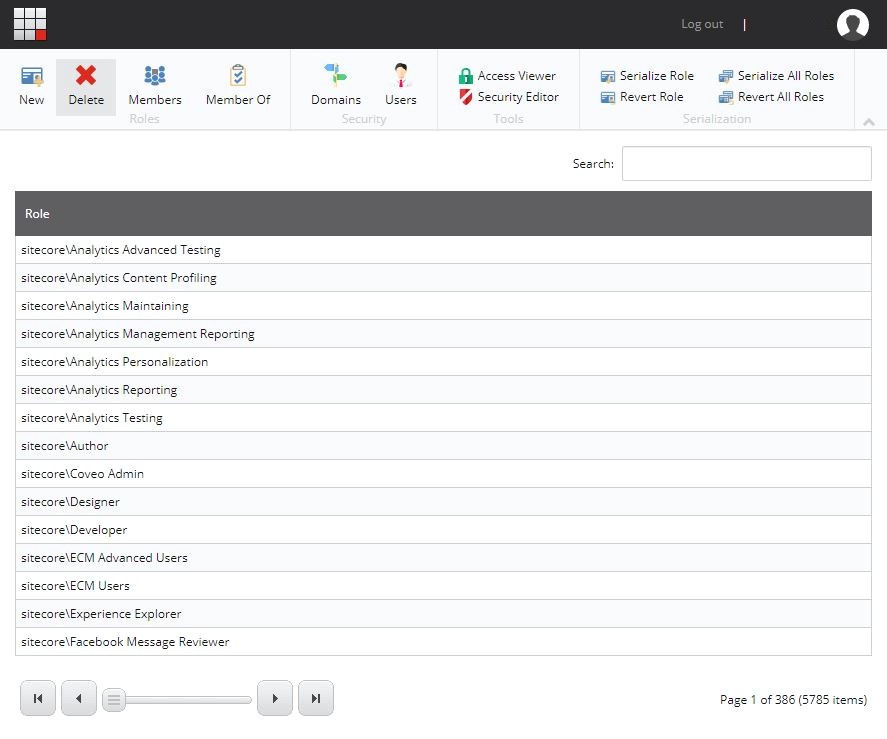 Log out |
New Delete Members Member Of
Roles
Domains Users
Security
Access Viewer
Security Editor
Tools
Serialize Role Serialize All Roles
Revert Role Revert All Roles
Serialization
Search:
Role
sitecore\Analytics Advanced Testing
sitecore\Analytics Content Profiling
sitecore\Analytics Maintaining
sitecore\Analytics Management Reporting
sitecore\Analytics Personalization
sitecore\Analytics Reporting
sitecore\Analytics Testing
sitecore\Author
sitecore\Coveo Admin
sitecore\Designer
sitecore\Developer
sitecore\ECM Advanced Users
sitecore\ECM Users
sitecore\Experience Explorer
sitecore\Facebook Message Reviewer
Page 1 of 386 (5785 items)